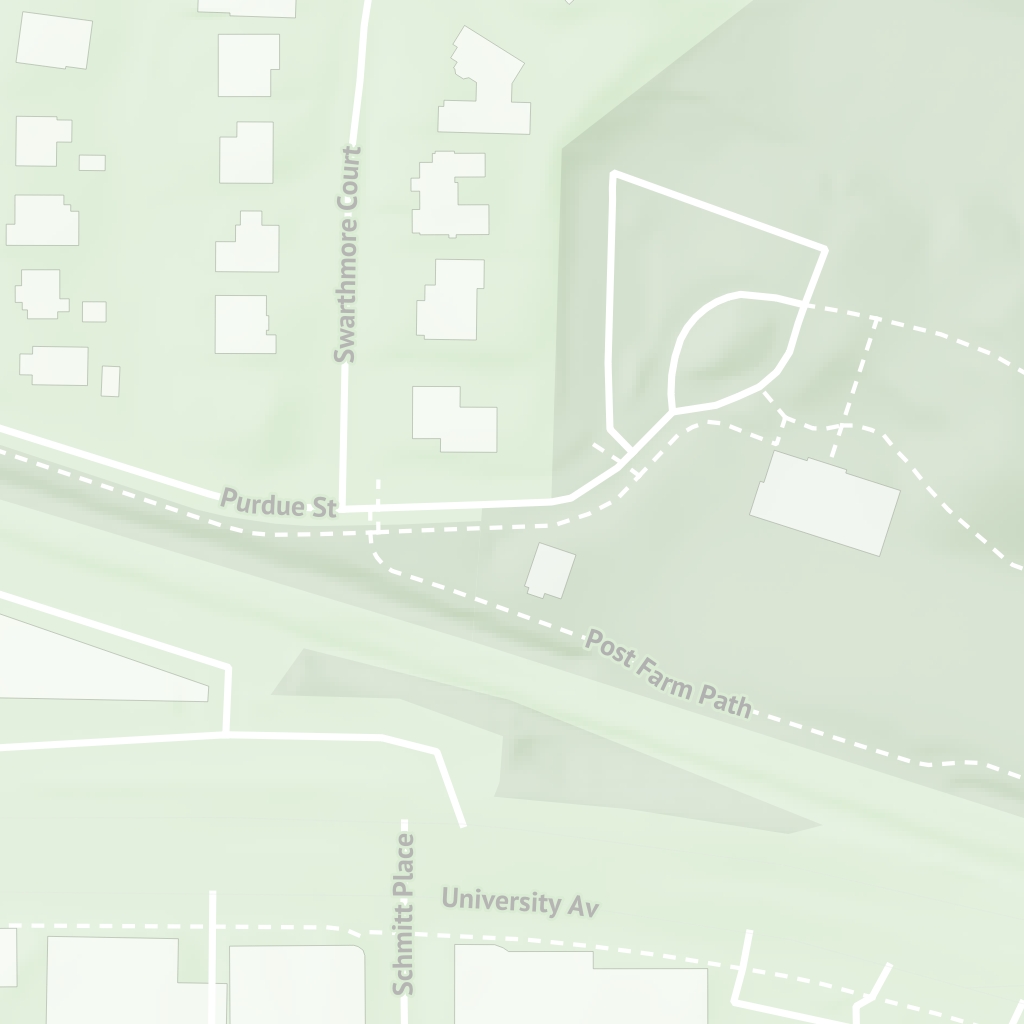 Swarthmore Court
Purdue St
Post Farm Path
Schmitt Place
University Av